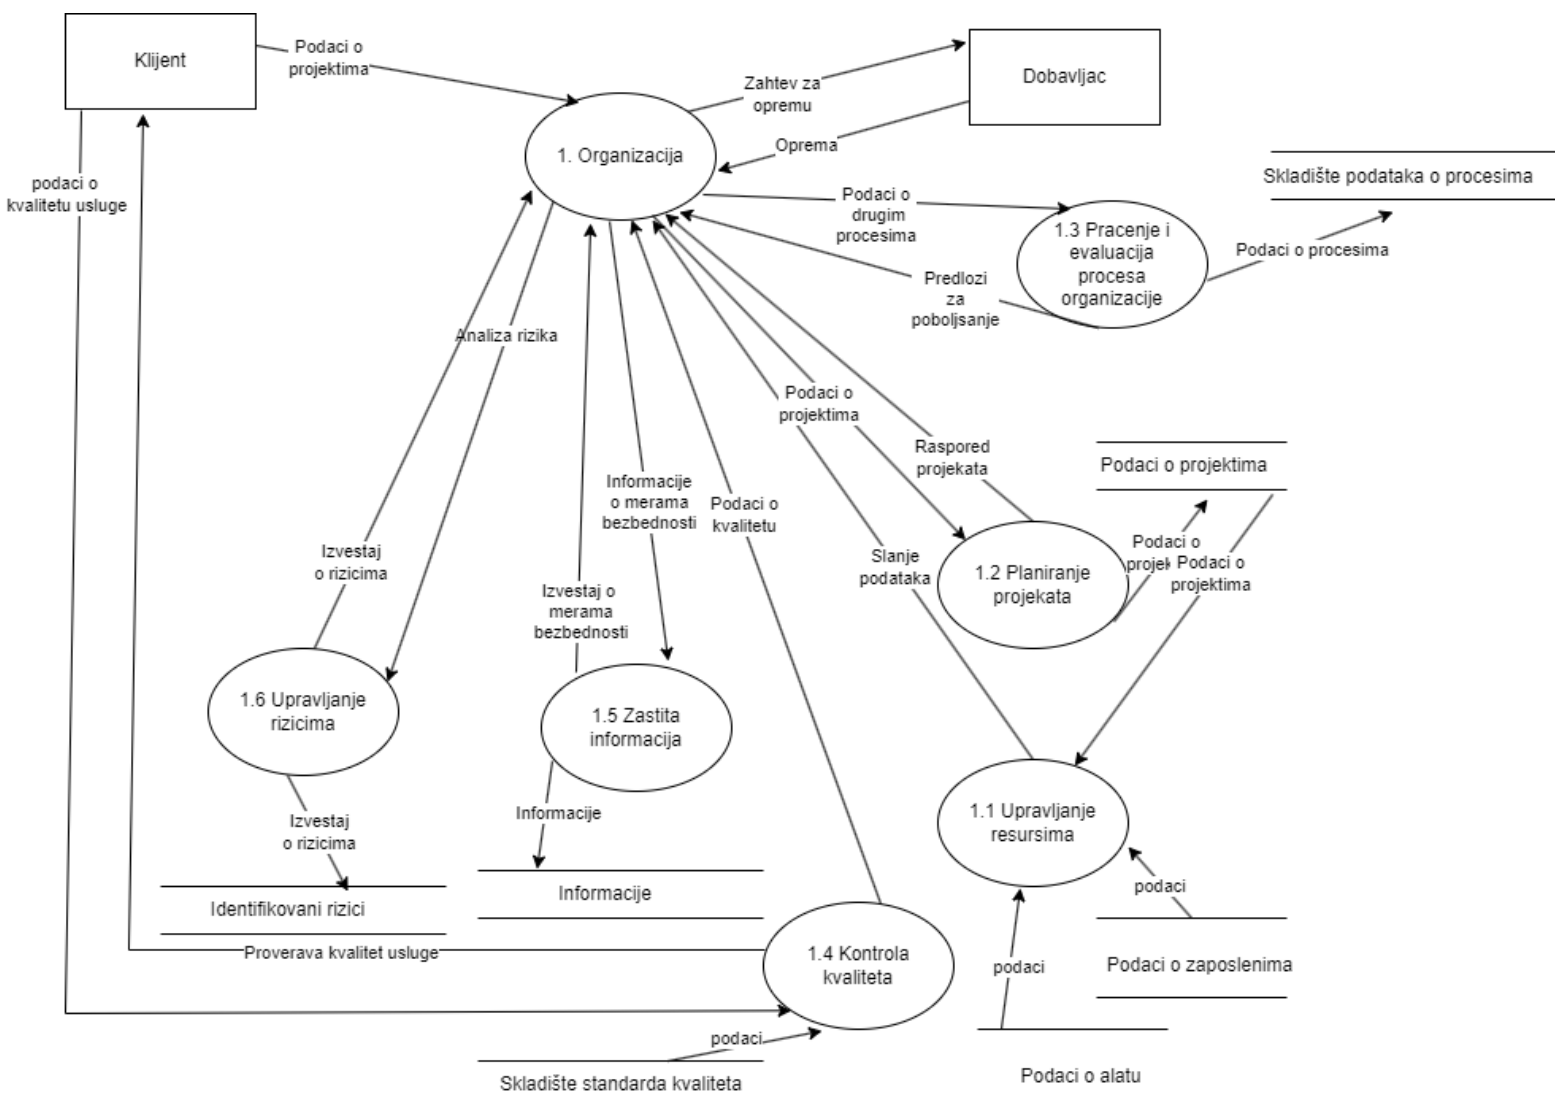 Klijent
Podaci o
projektima
Dobavljac
Zahtev za
opremu
Oprema
1. Organizacija
Skladište podataka o procesima
podaci o
kvalitetu usluge
Podaci o
drugim
procesima
1.3 Pracenje i
evaluacija
procesa
organizacije
Podaci o procesima
Predlozi
za
poboljsanje
Analiza rizika
Podaci o
projektima
Raspored
projekata
Podaci o projektima
Informacije
o merama
bezbednosti
Podaci o
kvalitetu
Izvestaj
o rizicima
Slanje
podataka
1.2 Planiranje
projekata
Podaci o
projek
Podaci o
projektima
Izvestaj o
merama
bezbednosti
1.6 Upravljanje
rizicima
1.5 Zastita
informacija
Izvestaj
o rizicima
Informacije
1.1 Upravljanje
resursima
podaci
Identifikovani rizici
Informacije
Proverava kvalitet usluge
1.4 Kontrola
kvaliteta
podaci
Podaci o zaposlenima
podaci
Skladište standarda kvaliteta
Podaci o alatu